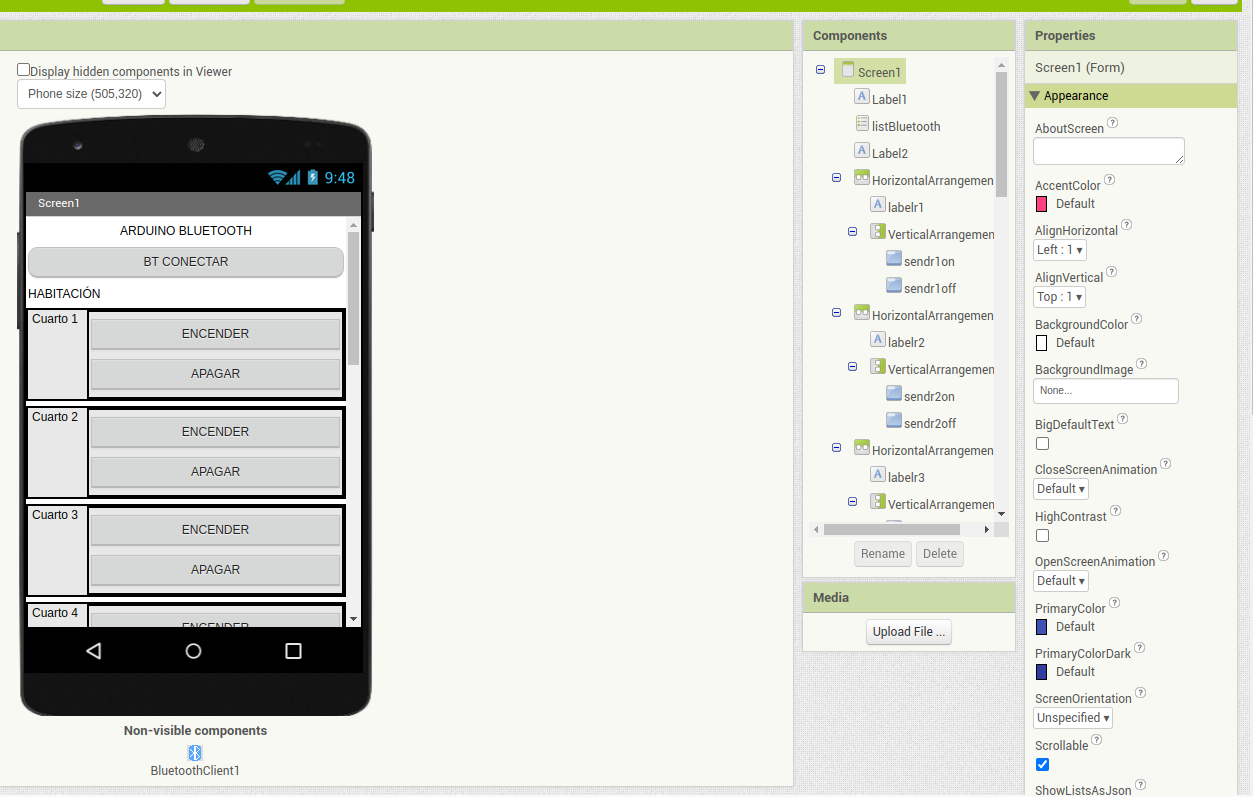 Display hidden components in Viewer
Phone size (505,320)
9:48
Screen1
ARDUINO BLUETOOTH
BT CONECTAR
HABITACIÓN
Cuarto 1
ENCENDER
APAGAR
Cuarto 2
ENCENDER
APAGAR
Cuarto 3
ENCENDER
APAGAR
Cuarto 4
ENCENDER
Non-visible components
BluetoothClient1
Components
Screen1
A Label1
listBluetooth
A Label2
HorizontalArrangemen
A labelr1
VerticalArrangemen
sendr1on
sendr1off
HorizontalArrangemen
A labelr2
VerticalArrangemen
sendr2on
sendr2off
HorizontalArrangemen
A labelr3
VerticalArrangemen
Rename Delete
Media
Upload File ...
Properties
Screen1 (Form)
Appearance
AboutScreen ?
AccentColor ?
Default
AlignHorizontal ?
Left : 1
AlignVertical ?
Top : 1
BackgroundColor ?
Default
BackgroundImage ?
None...
BigDefaultText ?
CloseScreenAnimation ?
Default
HighContrast ?
OpenScreenAnimation ?
Default
PrimaryColor ?
Default
PrimaryColorDark ?
Default
ScreenOrientation ?
Unspecified
Scrollable ?
ShowListsAsJson ?